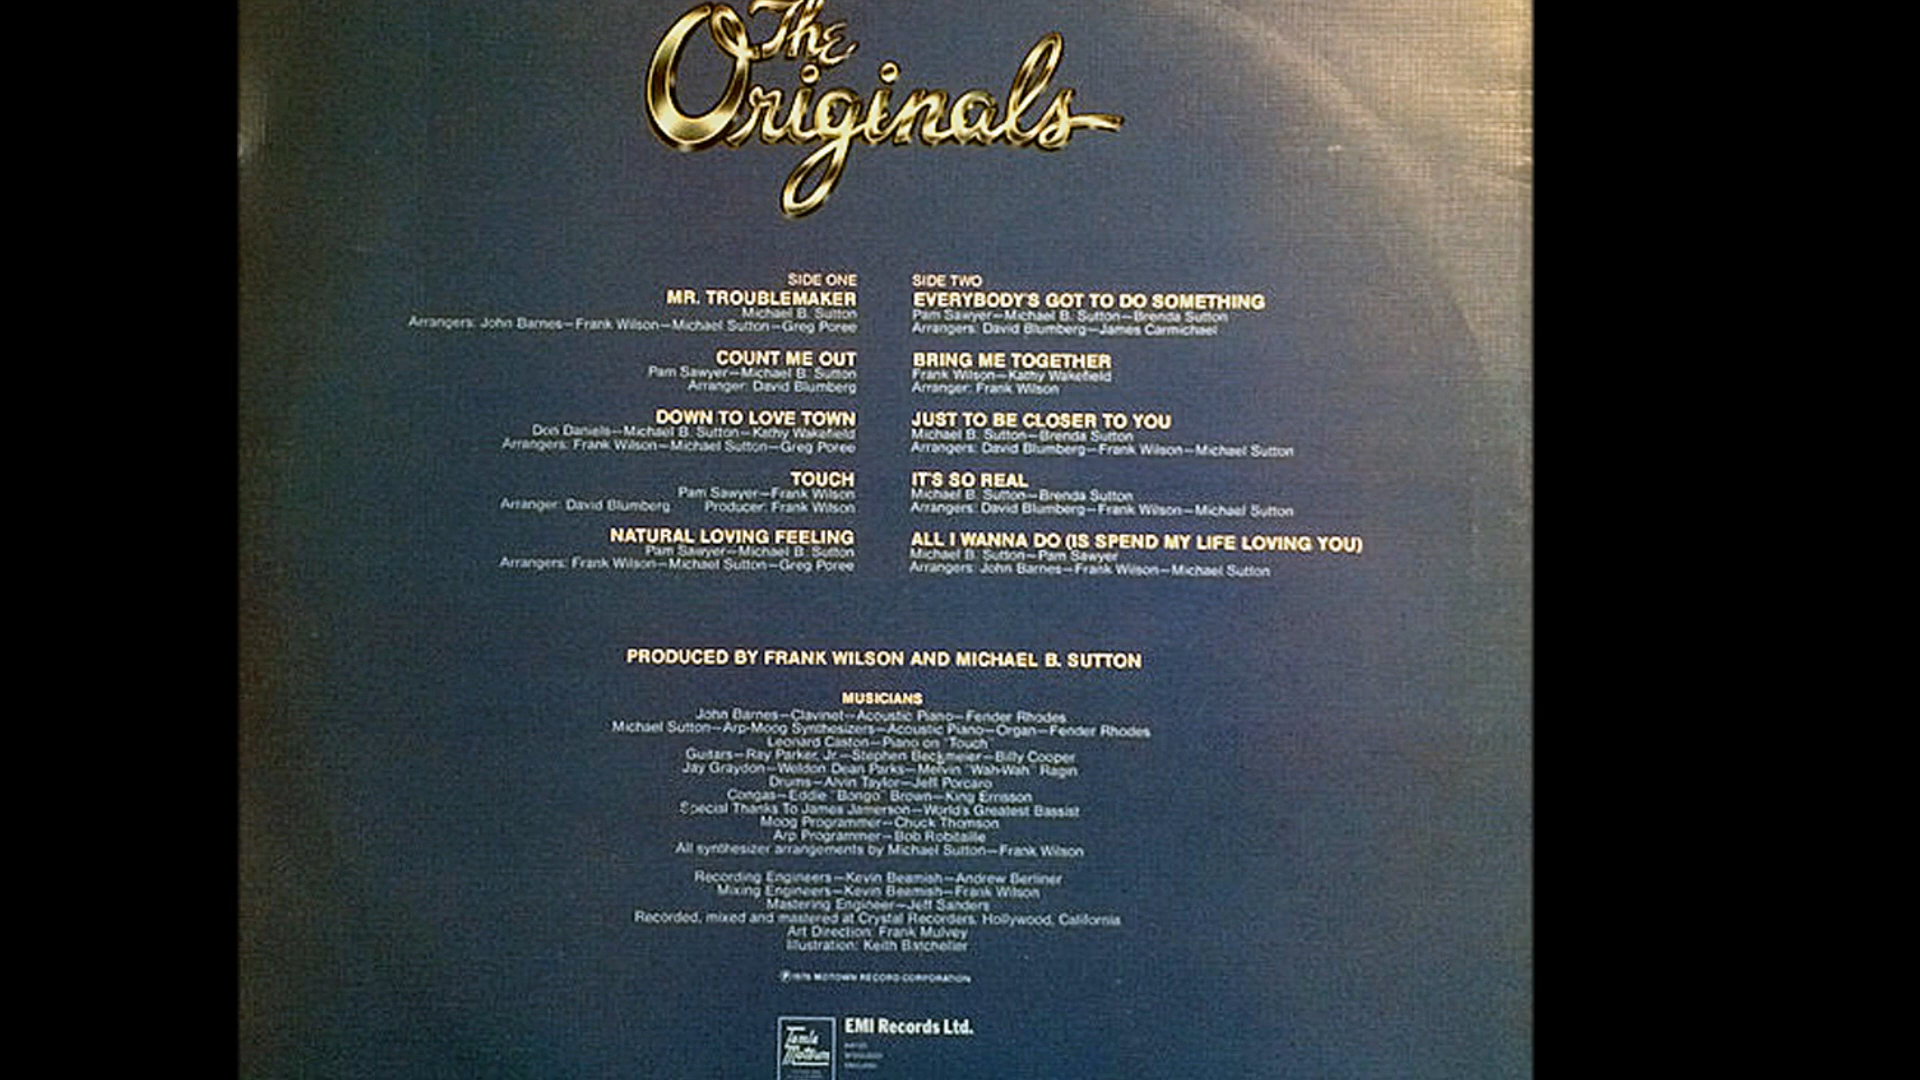 The
Originals
SIDE ONE
MR. TROUBLEMAKER
Michael B. Sutton
Arrangers: John Barnes—Frank Wilson—Michael Sutton—Greg Poree
COUNT ME OUT
Pam Sawyer—Michael B. Sutton
Arranger: David Blumberg
DOWN TO LOVE TOWN
Don Daniels—Michael B. Sutton—Kathy Wakefield
Arrangers: Frank Wilson—Michael Sutton—Greg Poree
TOUCH
Pam Sawyer—Frank Wilson
Arranger: David Blumberg Producer: Frank Wilson
NATURAL LOVING FEELING
Pam Sawyer—Michael B. Sutton
Arrangers: Frank Wilson—Michael Sutton—Greg Poree
SIDE TWO
EVERYBODY'S GOT TO DO SOMETHING
Pam Sawyer—Michael B. Sutton—Brenda Sutton
Arrangers: David Blumberg—James Carmichael
BRING ME TOGETHER
Frank Wilson—Kathy Wakefield
Arranger: Frank Wilson
JUST TO BE CLOSER TO YOU
Michael B. Sutton—Brenda Sutton
Arrangers: David Blumberg—Frank Wilson—Michael Sutton
IT'S SO REAL
Michael B. Sutton—Brenda Sutton
Arrangers: David Blumberg—Frank Wilson—Michael Sutton
ALL I WANNA DO (IS SPEND MY LIFE LOVING YOU)
Michael B. Sutton—Pam Sawyer
Arrangers: John Barnes—Frank Wilson—Michael Sutton
PRODUCED BY FRANK WILSON AND MICHAEL B. SUTTON
MUSICIANS
John Barnes—Clavinet—Acoustic Piano—Fender Rhodes
Michael Sutton—Arp-Moog Synthesizers—Acoustic Piano—Organ—Fender Rhodes
Leonard Caston—Piano on "Touch"
Guitars—Ray Parker, Jr.—Stephen Beckmeier—Billy Cooper
Jay Graydon—Weldon Dean Parks—Melvin "Wah-Wah" Ragin
Drums—Alvin Taylor—Jeff Porcaro
Congas—Eddie "Bongo" Brown—King Errisson
Special Thanks To James Jamerson—World's Greatest Bassist
Moog Programmer—Chuck Thomson
Arp Programmer—Bob Robitaille
All synthesizer arrangements by Michael Sutton—Frank Wilson
Recording Engineers—Kevin Beamish—Andrew Berliner
Mixing Engineers—Kevin Beamish—Frank Wilson
Mastering Engineer—Jeff Sanders
Recorded, mixed and mastered at Crystal Recorders, Hollywood, California
Art Direction: Frank Mulvey
Illustration: Keith Batcheller
MOTOWN RECORD CORPORATION
Tamla
Motown
EMI Records Ltd.